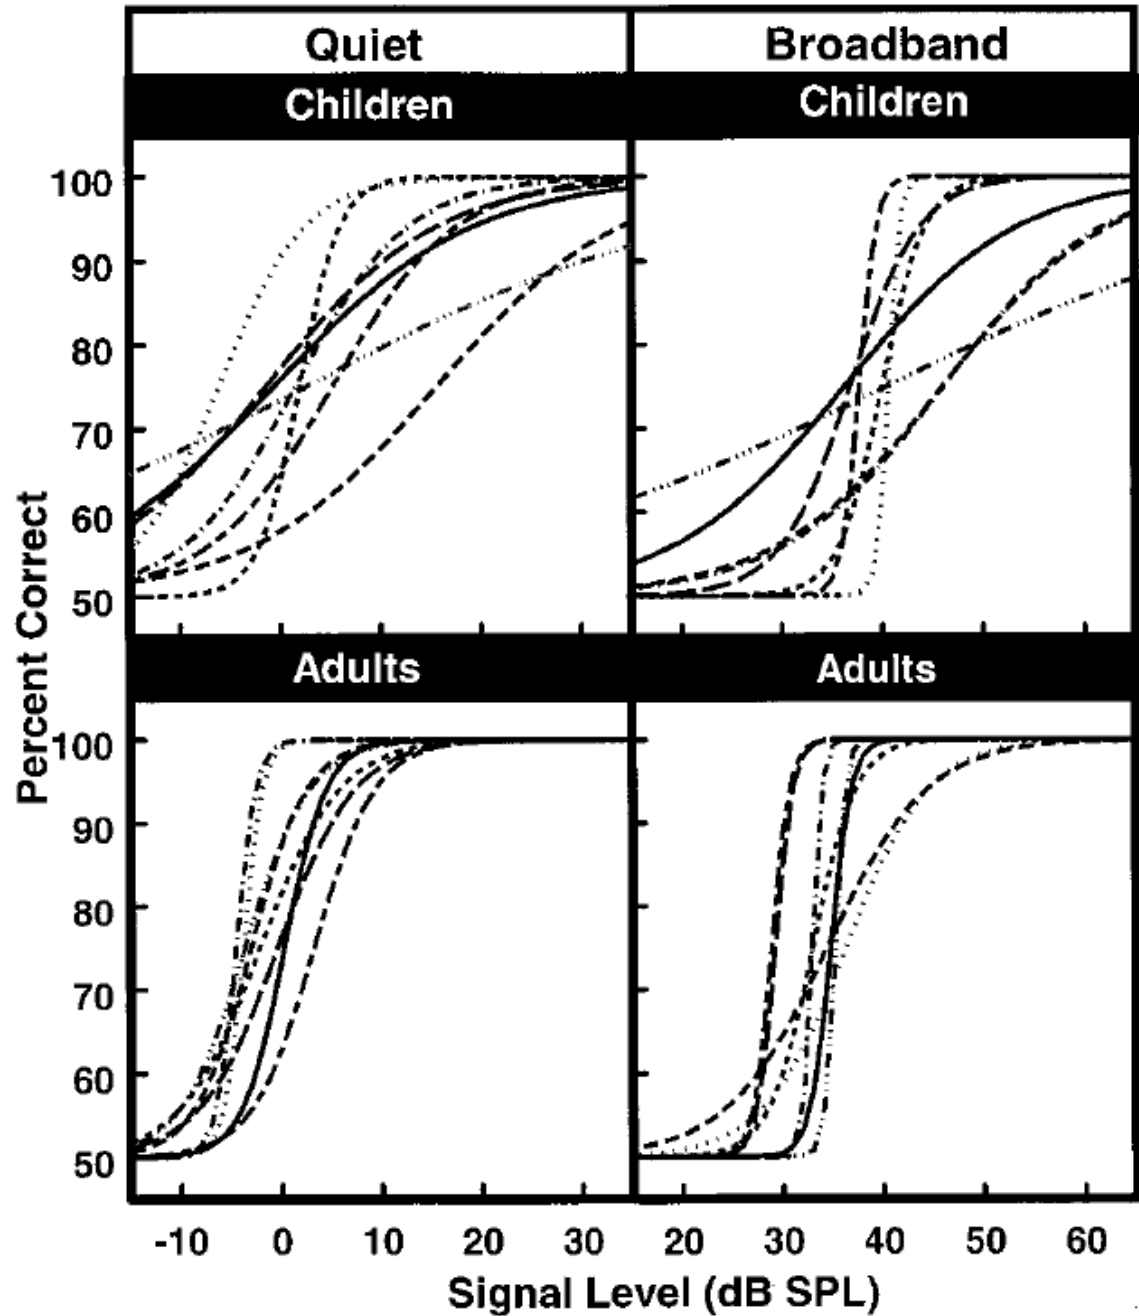 Quiet
Broadband
Children
Children
100
90
80
70
60
50
Adults
Adults
100
90
80
70
60
50
Percent Correct
-10 0 10 20 30
20 30 40 50 60
Signal Level (dB SPL)